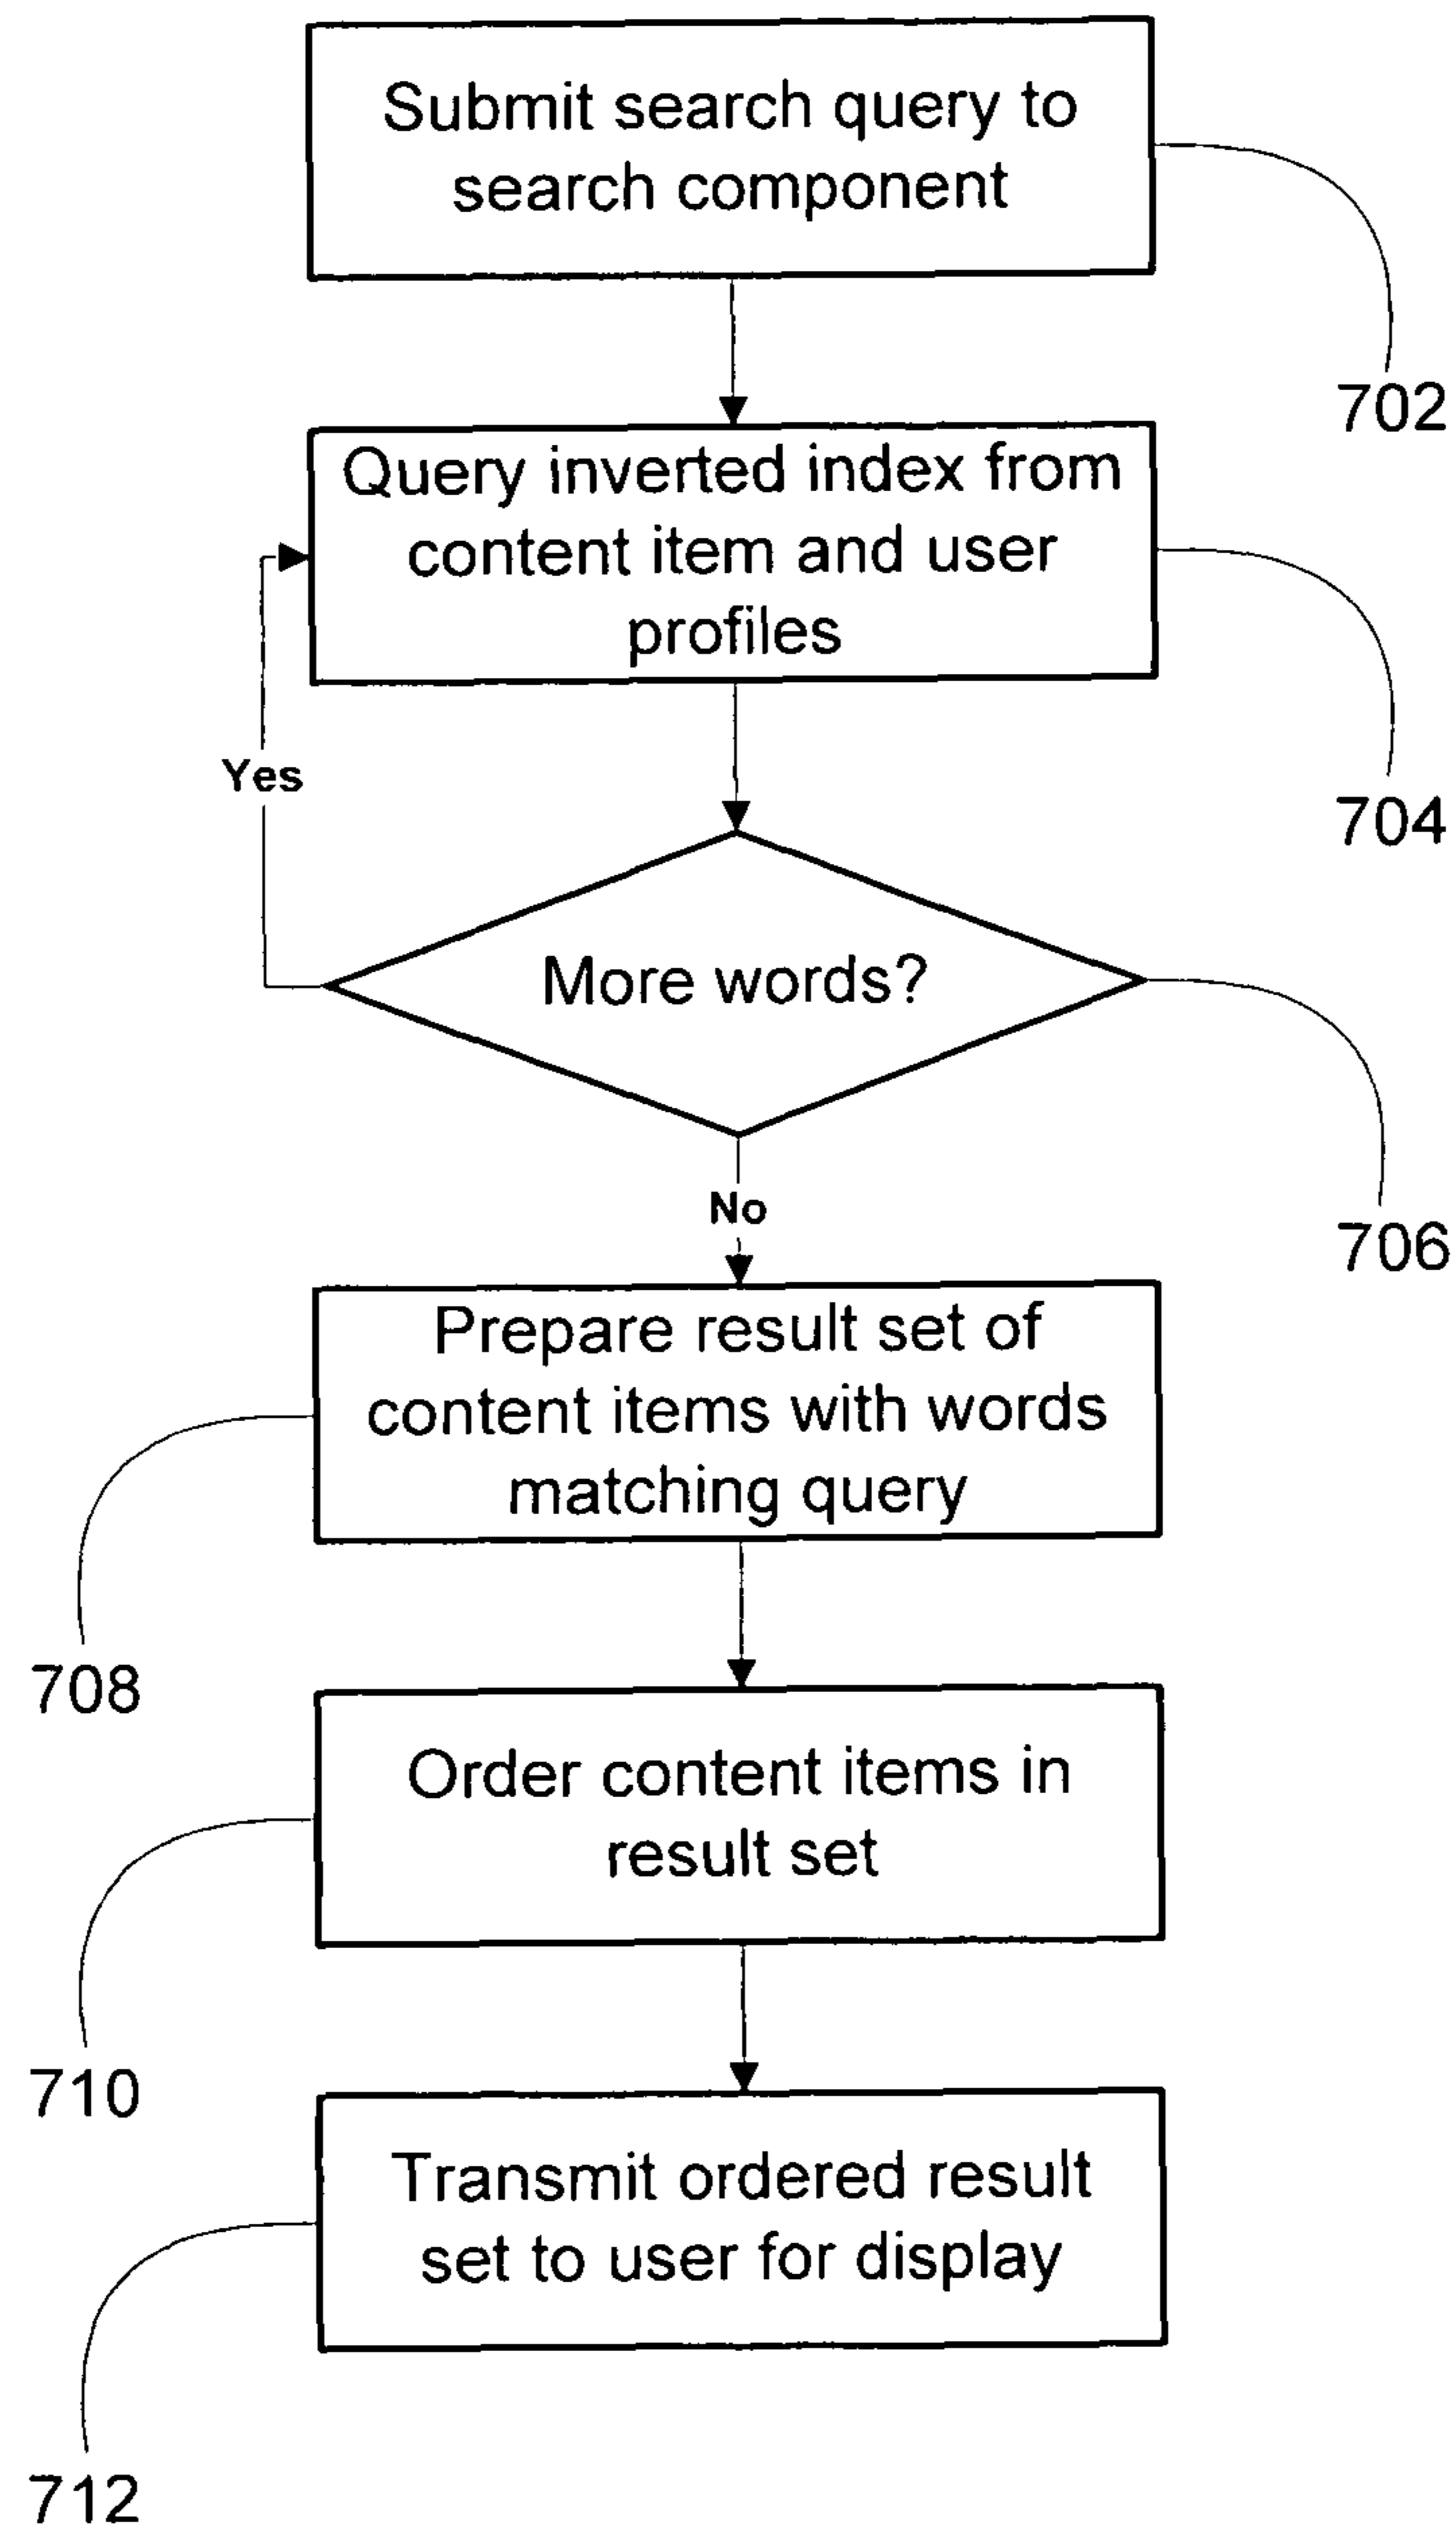 Submit search query to
search component
702
Query inverted index from
content item and user
profiles
704
Yes
More words?
706
No
Prepare result set of
content items with words
matching query
708
Order content items in
result set
710
Transmit ordered result
set to user for display
712